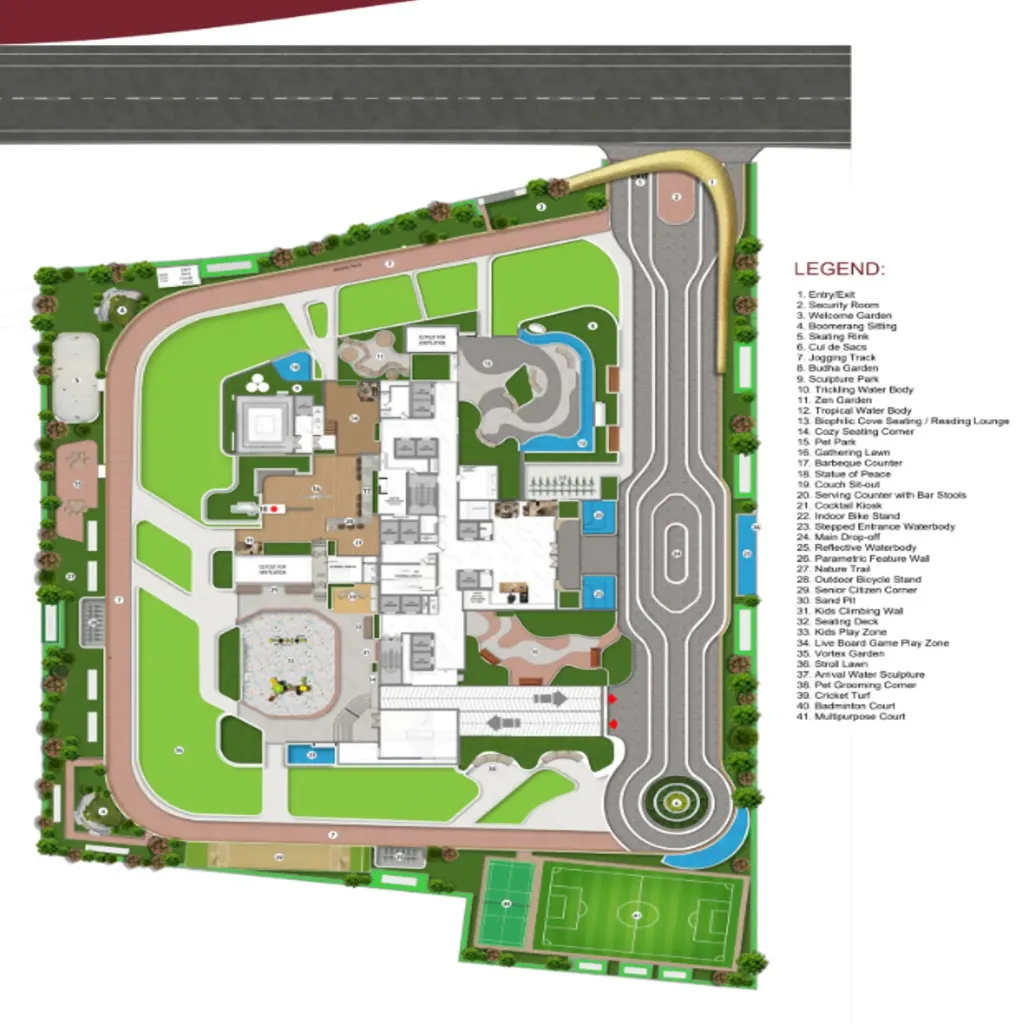 LEGEND:
1. Entry/Exit
2. Security Room
3. Welcome Garden
4. Boomerang Sitting
5. Skating Rink
6. Cul de Sacs
7. Jogging Track
8. Budha Garden
9. Sculpture Park
10. Trickling Water Body
11. Zen Garden
12. Tropical Water Body
13. Biophilic Cove Seating / Reading Lounge
14. Cozy Seating Corner
15. Pet Park
16. Gathering Lawn
17. Barbeque Counter
18. Statue of Peace
19. Couch Sit-out
20. Serving Counter with Bar Stools
21. Cocktail Kiosk
22. Indoor Bike Stand
23. Stepped Entrance Waterbody
24. Main Drop-off
25. Reflective Waterbody
26. Parametric Feature Wall
27. Nature Trail
28. Outdoor Bicycle Stand
29. Senior Citizen Corner
30. Sand Pit
31. Kids Climbing Wall
32. Seating Deck
33. Kids Play Zone
34. Live Board Game Play Zone
35. Vortex Garden
36. Stroll Lawn
37. Arrival Water Sculpture
38. Pet Grooming Corner
39. Cricket Turf
40. Badminton Court
41. Multipurpose Court
CUTOUT FOR
VENTILATION
CUTOUT FOR
VENTILATION